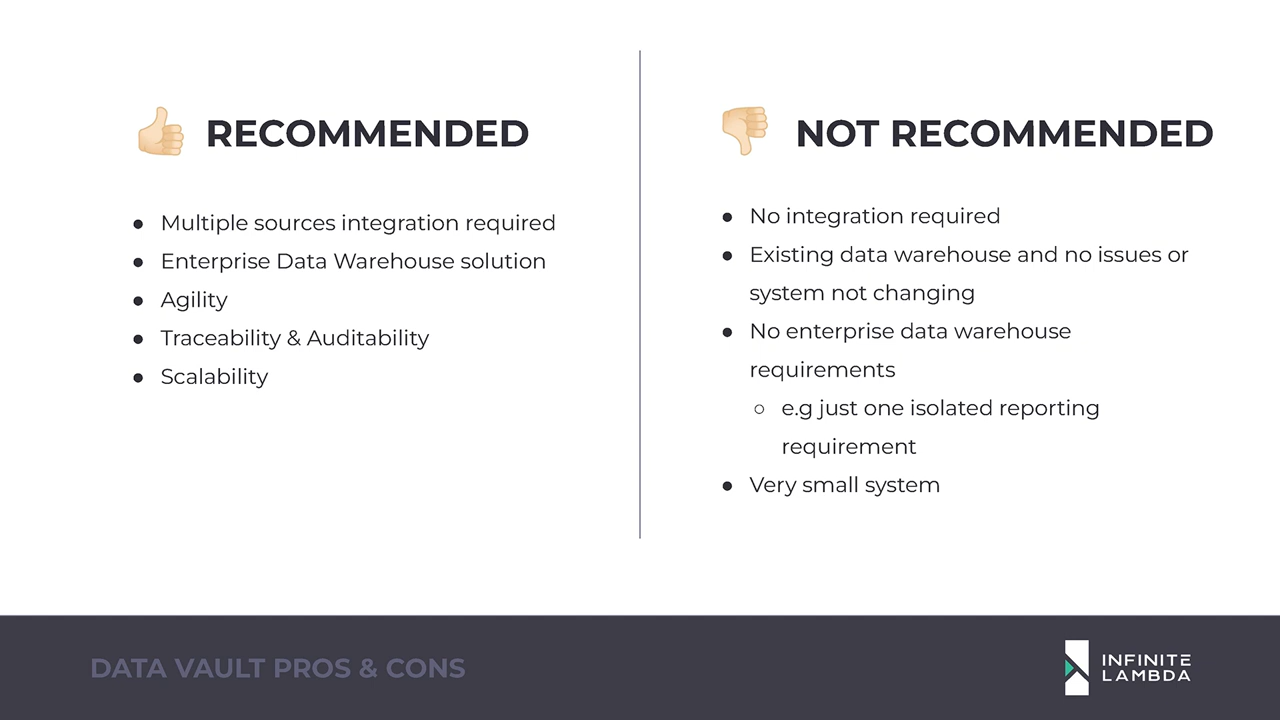 RECOMMENDED
● Multiple sources integration required
● Enterprise Data Warehouse solution
● Agility
● Traceability & Auditability
● Scalability
NOT RECOMMENDED
● No integration required
● Existing data warehouse and no issues or
system not changing
● No enterprise data warehouse
requirements
○ e.g just one isolated reporting
requirement
● Very small system
DATA VAULT PROS & CONS
INFINITE
LAMBDA